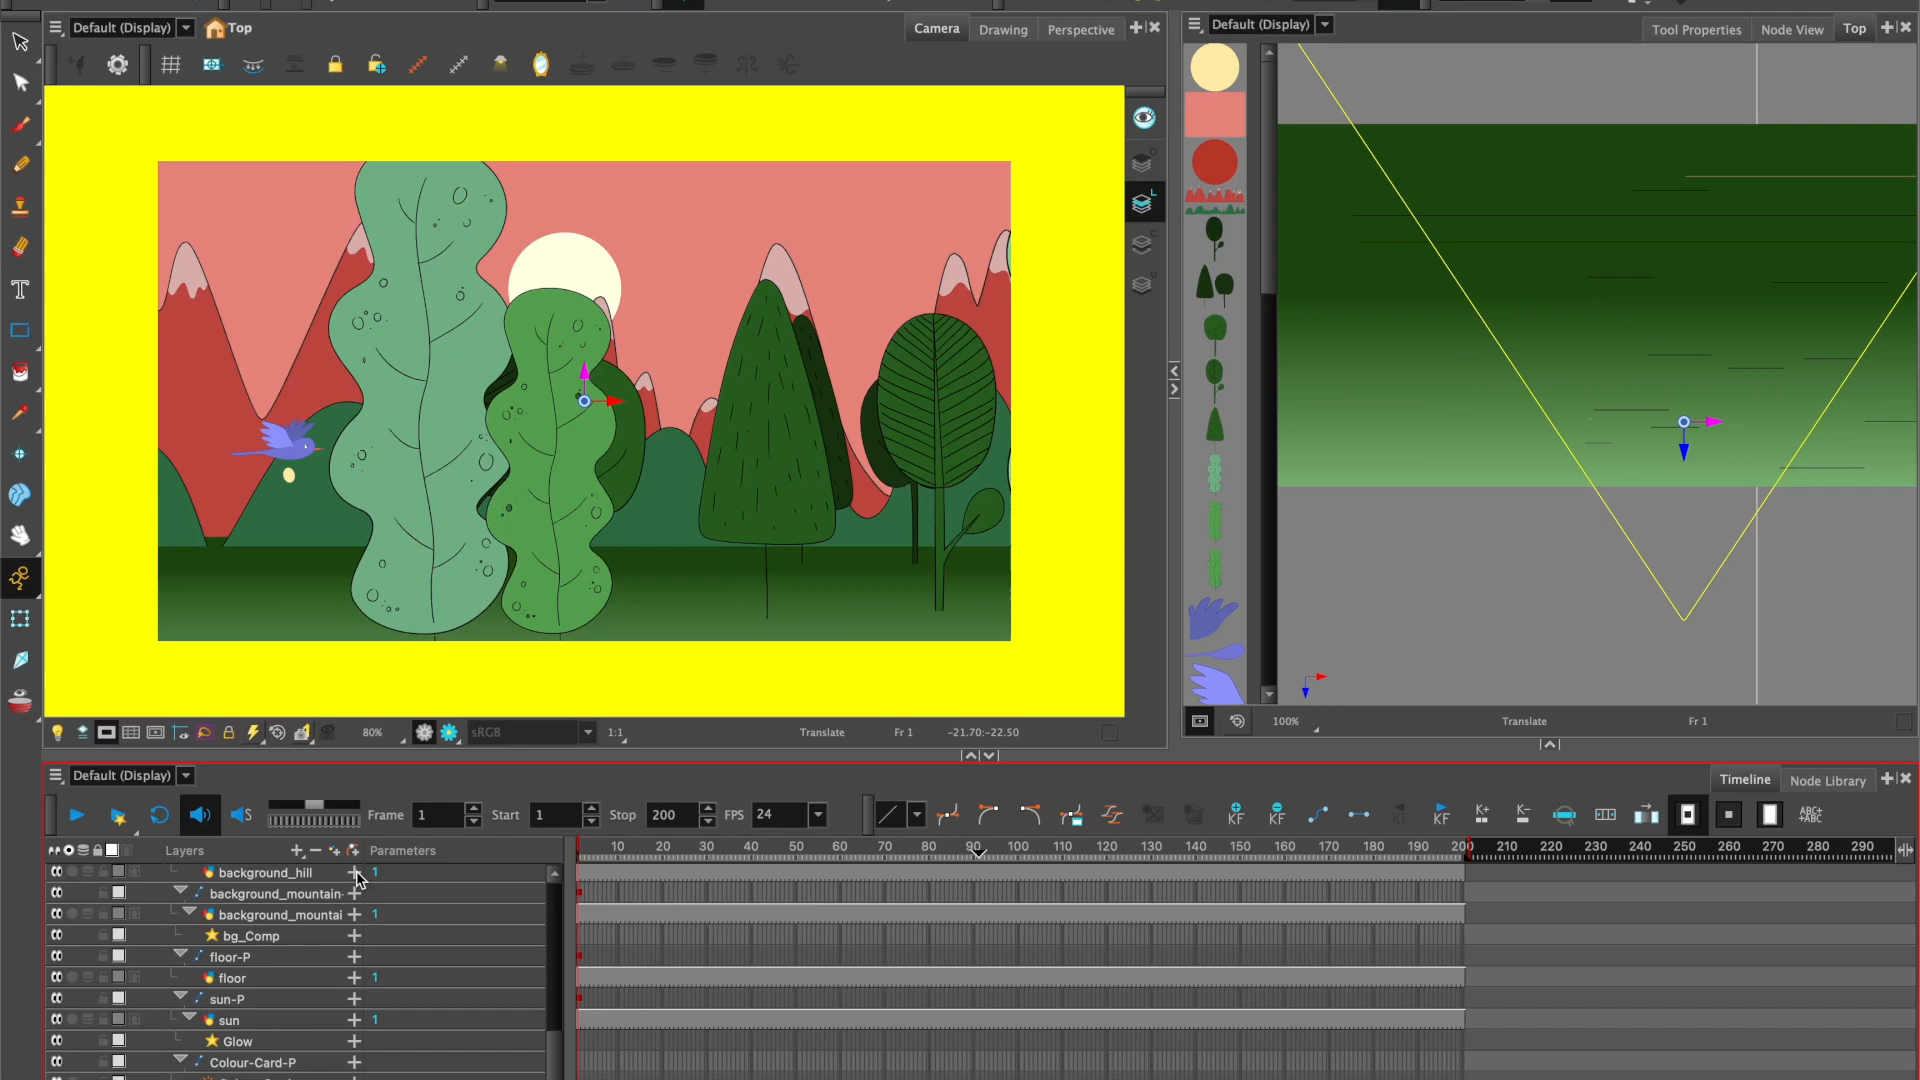 Default (Display) Top Camera Drawing Perspective
Default (Display) Tool Properties Node View Top
80% sRGB 1:1 Translate Fr 1 -21.70:-22.50
100% Translate Fr 1
Default (Display) Timeline Node Library
Frame 1 Start 1 Stop 200 FPS 24
KF KF KF K+ K- ABC+ +ABC
Layers Parameters
10 20 30 40 50 60 70 80 90 100 110 120 130 140 150 160 170 180 190 200 210 220 230 240 250 260 270 280 290
background_hill 1
background_mountain-
background_mountai 1
bg_Comp
floor-P
floor 1
sun-P
sun 1
Glow
Colour-Card-P